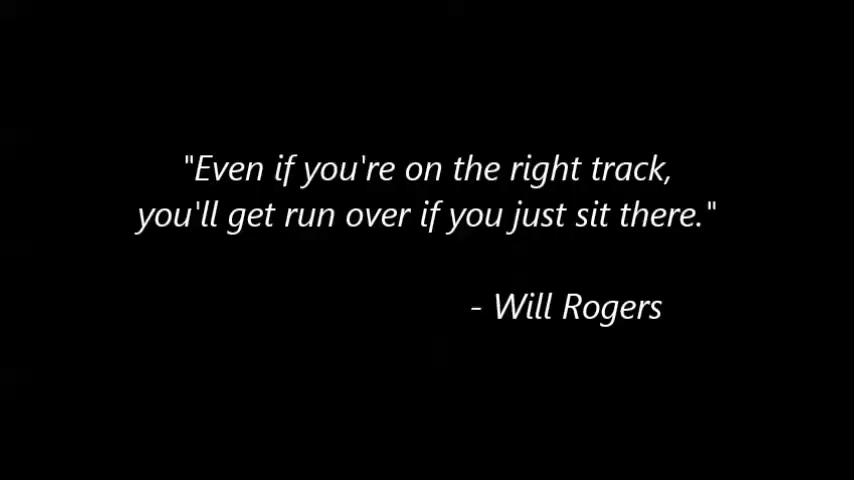 "Even if you're on the right track,
you'll get run over if you just sit there."
- Will Rogers